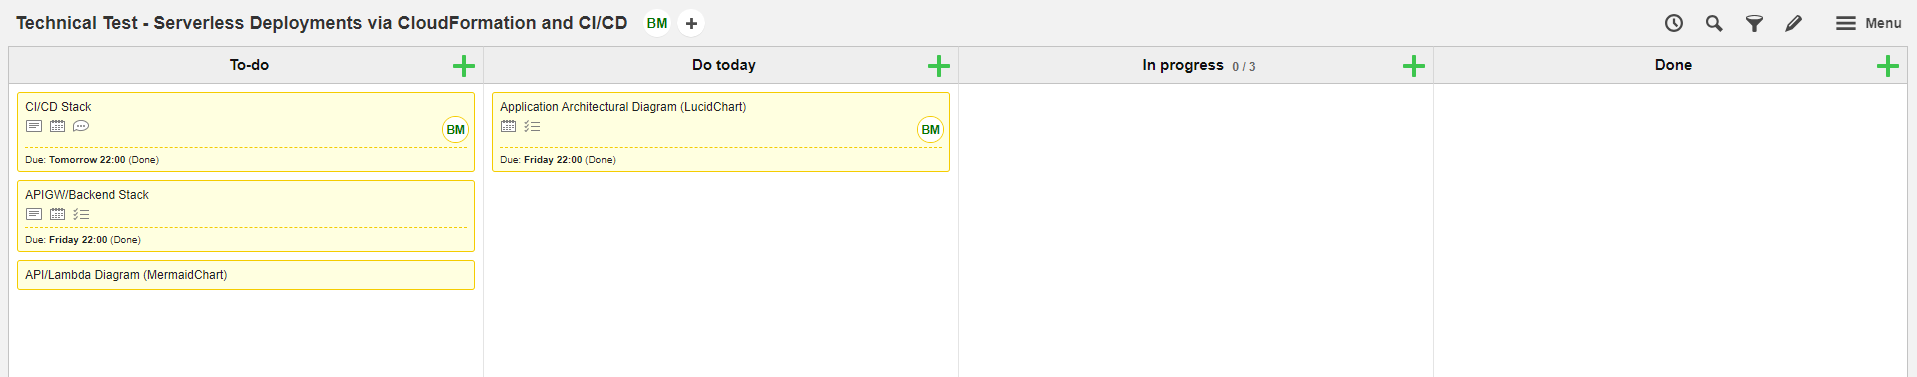 Technical Test - Serverless Deployments via CloudFormation and CI/CD BM
Menu
To-do
CI/CD Stack
BM
Due: Tomorrow 22:00 (Done)
APIGW/Backend Stack
Due: Friday 22:00 (Done)
API/Lambda Diagram (MermaidChart)
Do today
Application Architectural Diagram (LucidChart)
BM
Due: Friday 22:00 (Done)
In progress 0 / 3
Done